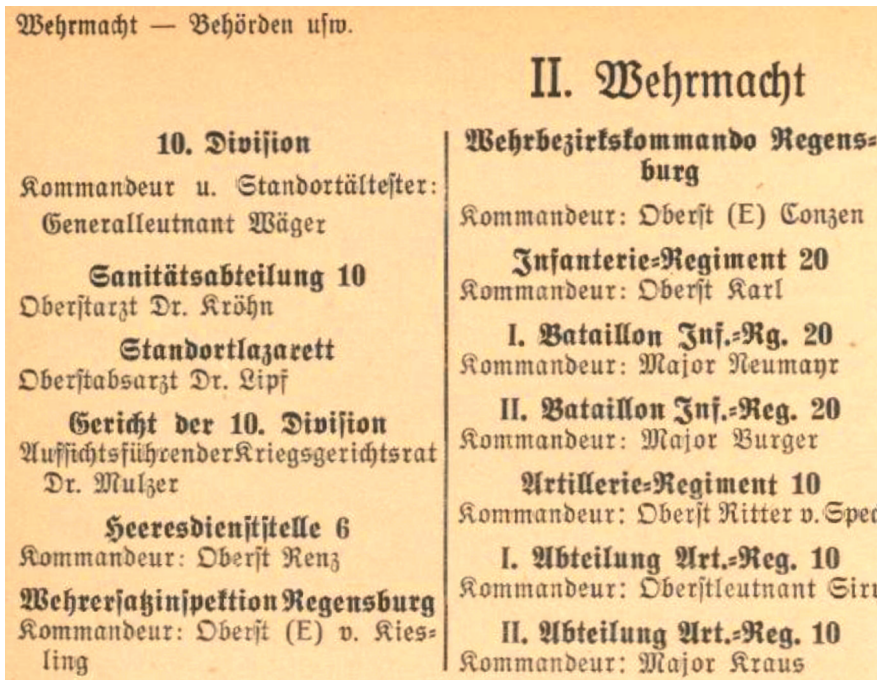 Wehrmacht — Behörden usw.
II. Wehrmacht
10. Division
Kommandeur u. Standortältester:
Generalleutnant Wäger
Sanitätsabteilung 10
Oberstarzt Dr. Kröhn
Standortlazarett
Oberstabsarzt Dr. Lipf
Gericht der 10. Division
Aufsichtsführender Kriegsgerichtsrat
Dr. Mulzer
Heeresdienststelle 6
Kommandeur: Oberst Renz
Wehrersatzinspektion Regensburg
Kommandeur: Oberst (E) v. Kies-
ling
Wehrbezirkskommando Regens-
burg
Kommandeur: Oberst (E) Conzen
Infanterie-Regiment 20
Kommandeur: Oberst Karl
I. Bataillon Inf.-Rg. 20
Kommandeur: Major Neumayr
II. Bataillon Inf.-Reg. 20
Kommandeur: Major Burger
Artillerie-Regiment 10
Kommandeur: Oberst Ritter v.
I. Abteilung Art.-Reg. 10
Kommandeur: Oberstleutnant
II. Abteilung Art.-Reg. 10
Kommandeur: Major Kraus